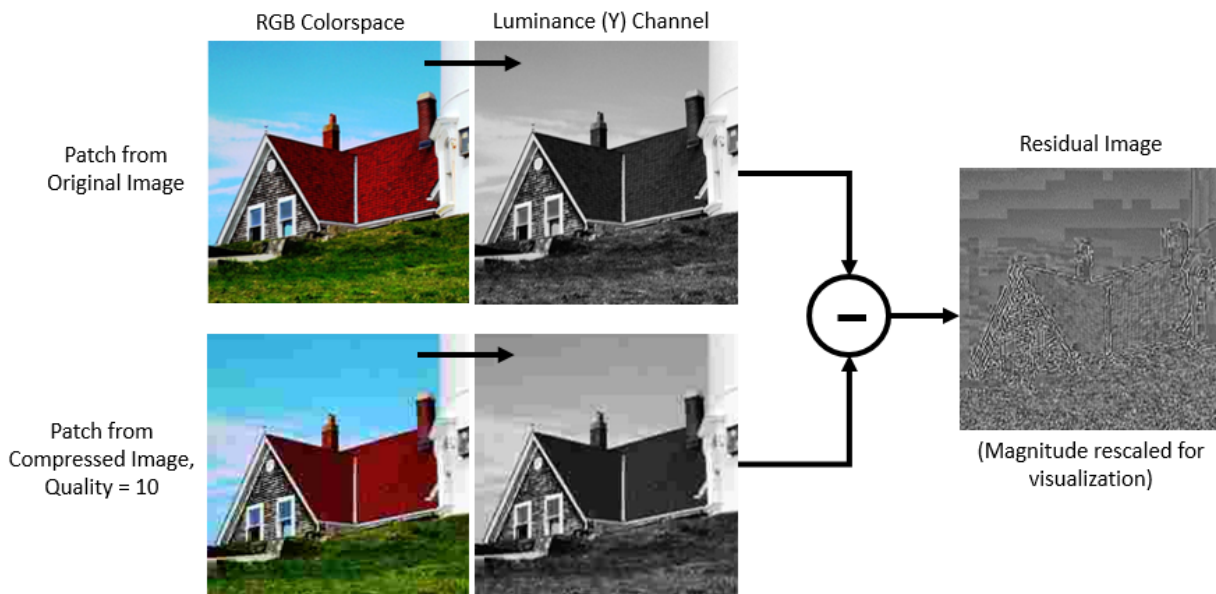 RGB Colorspace
Luminance (Y) Channel
Patch from
Original Image
Residual Image
Patch from
Compressed Image,
Quality = 10
(Magnitude rescaled for
visualization)